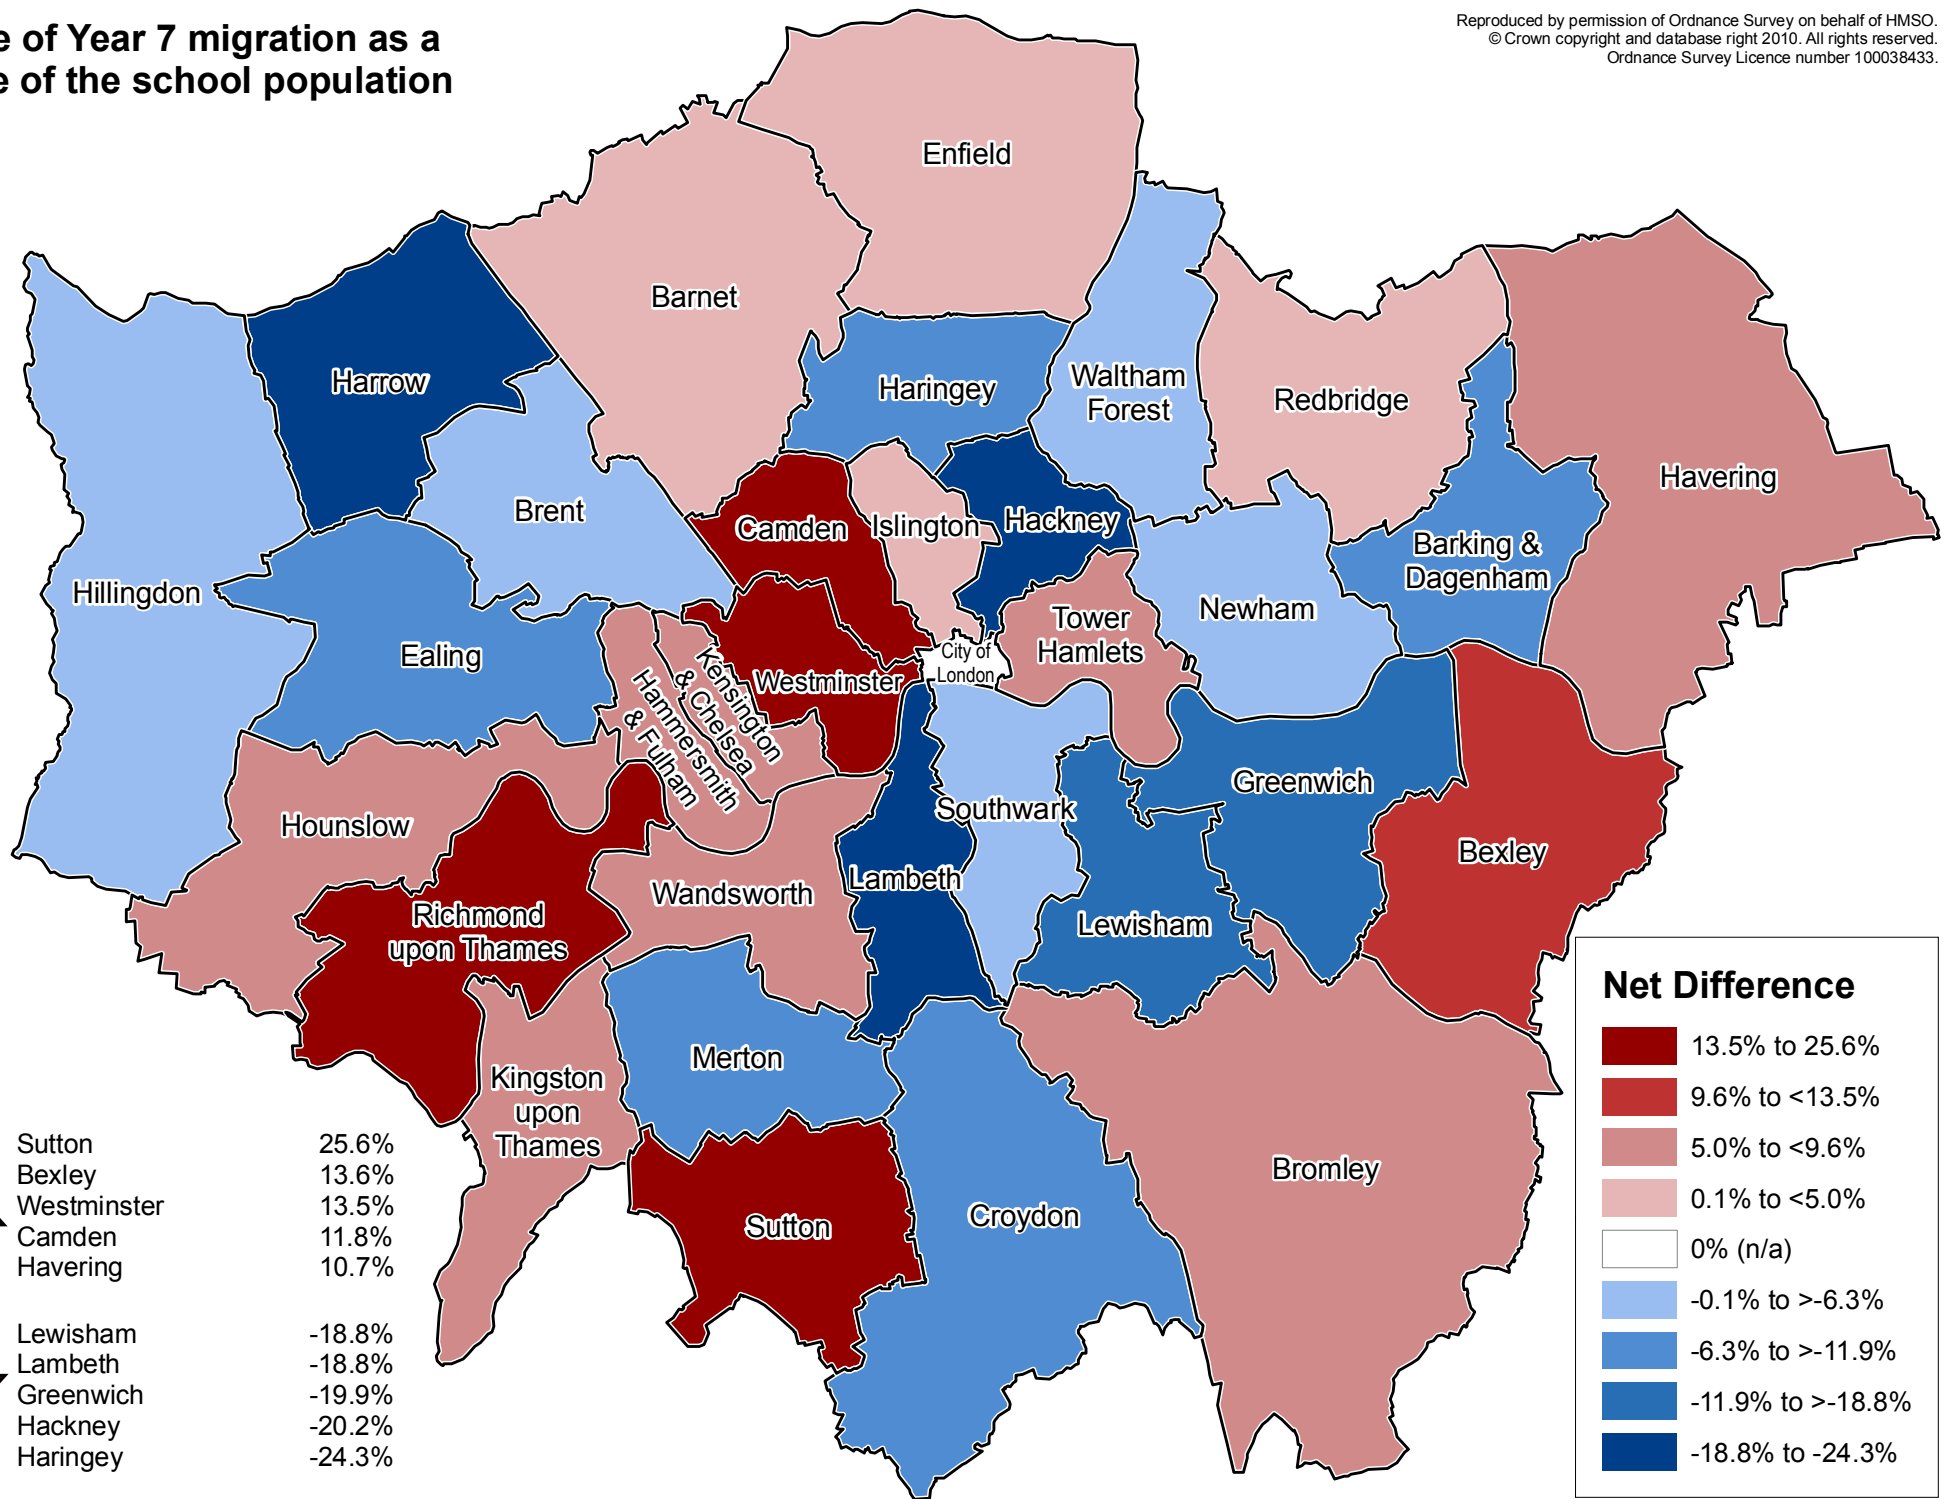 e of Year 7 migration as a
e of the school population
Reproduced by permission of Ordnance Survey on behalf of HMSO.
© Crown copyright and database right 2010. All rights reserved.
Ordnance Survey Licence number 100038433.
Enfield
Barnet
Harrow
Haringey
Waltham
Forest
Redbridge
Havering
Brent
Camden
Islington
Hackney
Barking &
Dagenham
Hillingdon
Ealing
Tower
Hamlets
Newham
City of
London
Kensington
& Chelsea
Hammersmith
& Fulham
Westminster
Greenwich
Hounslow
Southwark
Bexley
Lambeth
Wandsworth
Richmond
upon Thames
Lewisham
Merton
Kingston
upon
Thames
Bromley
Sutton
Croydon
Sutton 25.6%
Bexley 13.6%
Westminster 13.5%
Camden 11.8%
Havering 10.7%
Lewisham -18.8%
Lambeth -18.8%
Greenwich -19.9%
Hackney -20.2%
Haringey -24.3%
Net Difference
13.5% to 25.6%
9.6% to <13.5%
5.0% to <9.6%
0.1% to <5.0%
0% (n/a)
-0.1% to >-6.3%
-6.3% to >-11.9%
-11.9% to >-18.8%
-18.8% to -24.3%